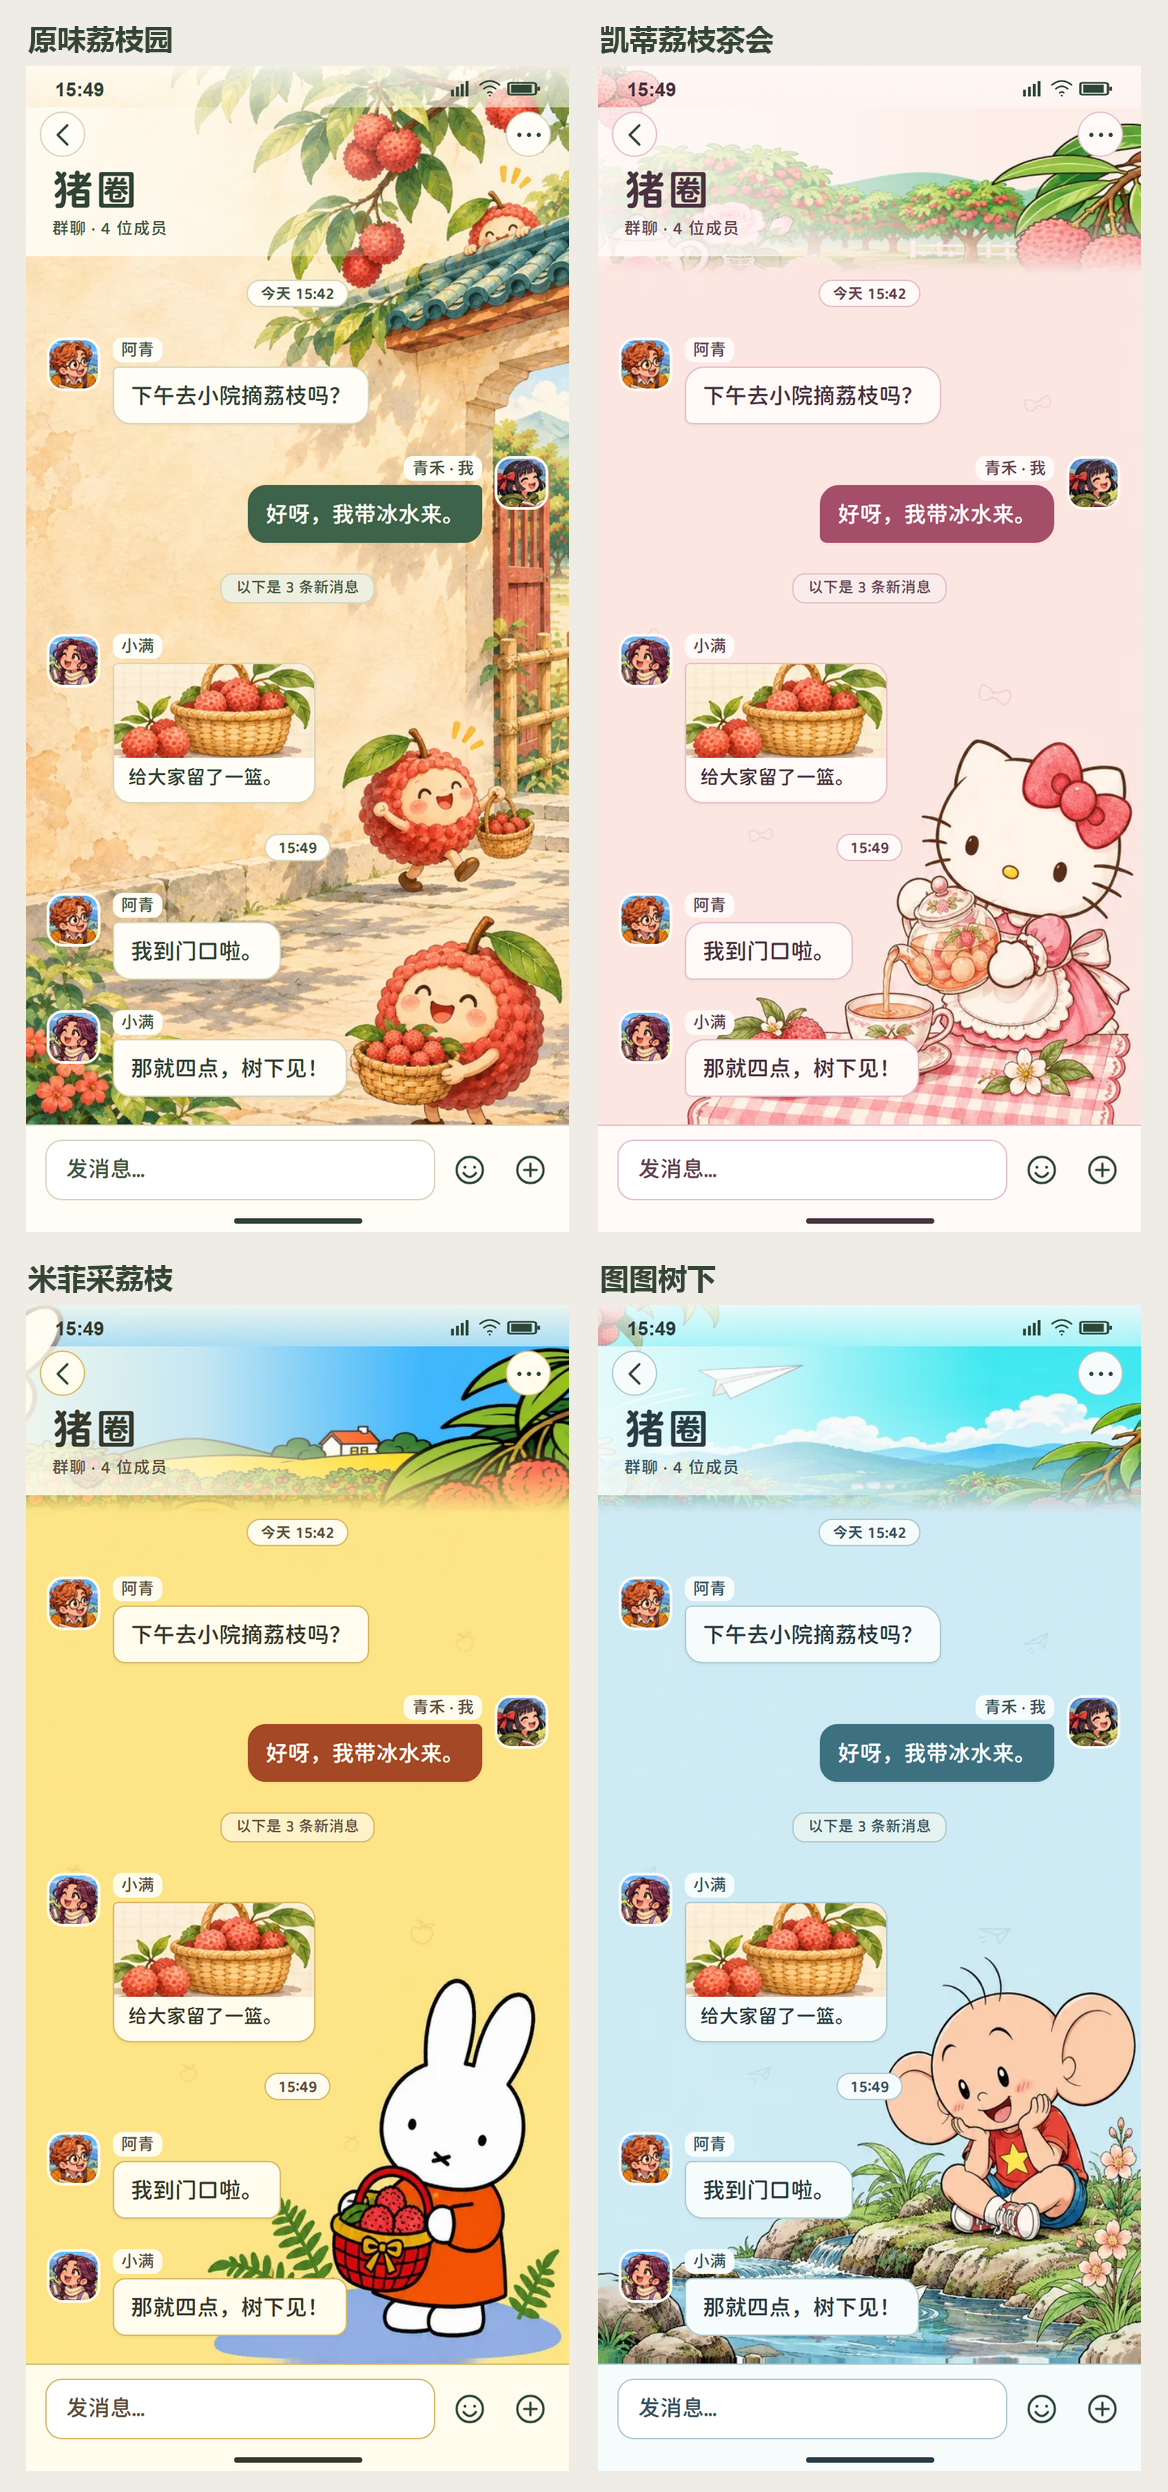 原味荔枝园
15:49
猪圈
群聊 · 4 位成员
今天 15:42
阿青
下午去小院摘荔枝吗？
青禾 · 我
好呀，我带冰水来。
以下是 3 条新消息
小满
给大家留了一篮。
15:49
阿青
我到门口啦。
小满
那就四点，树下见！
发消息…
凯蒂荔枝茶会
15:49
猪圈
群聊 · 4 位成员
今天 15:42
阿青
下午去小院摘荔枝吗？
青禾 · 我
好呀，我带冰水来。
以下是 3 条新消息
小满
给大家留了一篮。
15:49
阿青
我到门口啦。
小满
那就四点，树下见！
发消息…
米菲采荔枝
15:49
猪圈
群聊 · 4 位成员
今天 15:42
阿青
下午去小院摘荔枝吗？
青禾 · 我
好呀，我带冰水来。
以下是 3 条新消息
小满
给大家留了一篮。
15:49
阿青
我到门口啦。
小满
那就四点，树下见！
发消息…
图图树下
15:49
猪圈
群聊 · 4 位成员
今天 15:42
阿青
下午去小院摘荔枝吗？
青禾 · 我
好呀，我带冰水来。
以下是 3 条新消息
小满
给大家留了一篮。
15:49
阿青
我到门口啦。
小满
那就四点，树下见！
发消息…